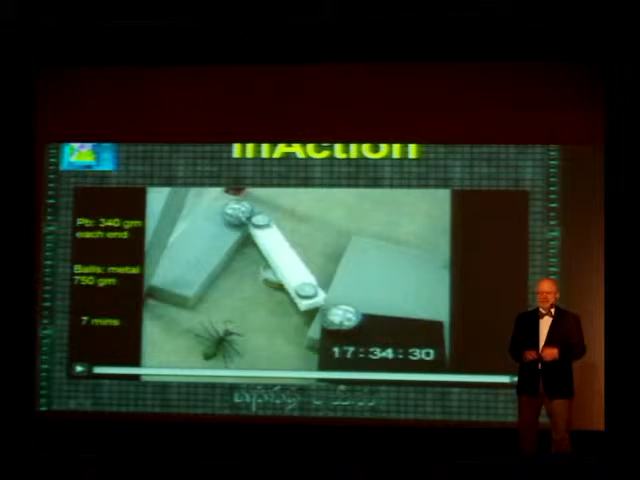 InAction
Pb: 340 gm
each end
Balls: metal
750 gm
7 mins
17:34:30